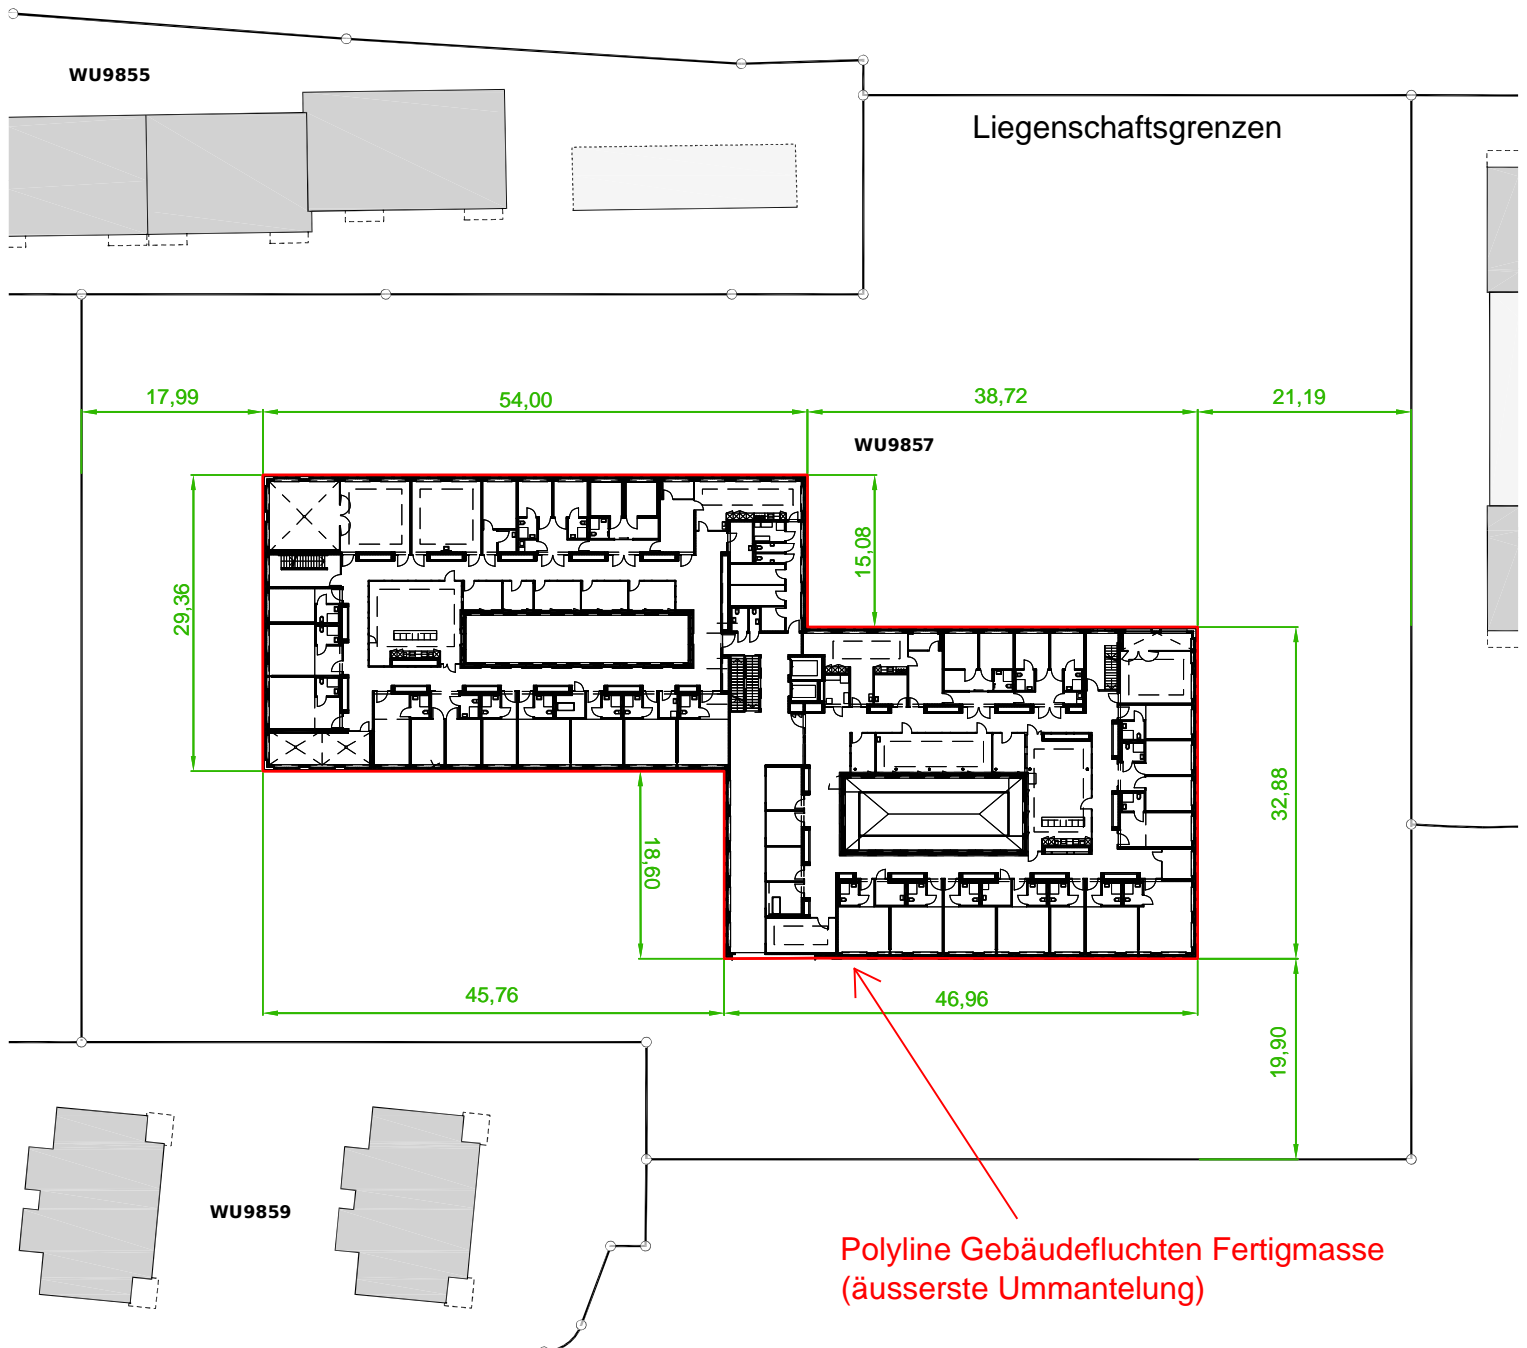 WU9855
Liegenschaftsgrenzen
17,99
54,00
38,72
21,19
WU9857
15,08
29,36
32,88
18,60
45,76
46,96
19,90
WU9859
Polyline Gebäudefluchten Fertigmasse
(äusserste Ummantelung)